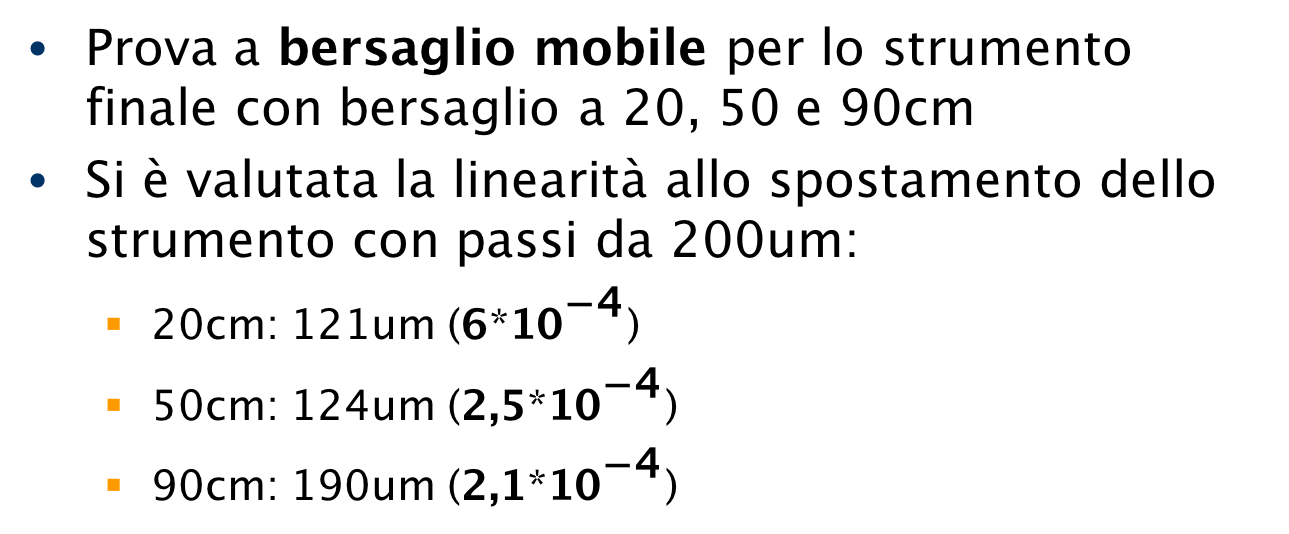 • Prova a bersaglio mobile per lo strumento
finale con bersaglio a 20, 50 e 90cm
• Si è valutata la linearità allo spostamento dello
strumento con passi da 200um:
▪ 20cm: 121um (6*10⁻⁴)
▪ 50cm: 124um (2,5*10⁻⁴)
▪ 90cm: 190um (2,1*10⁻⁴)